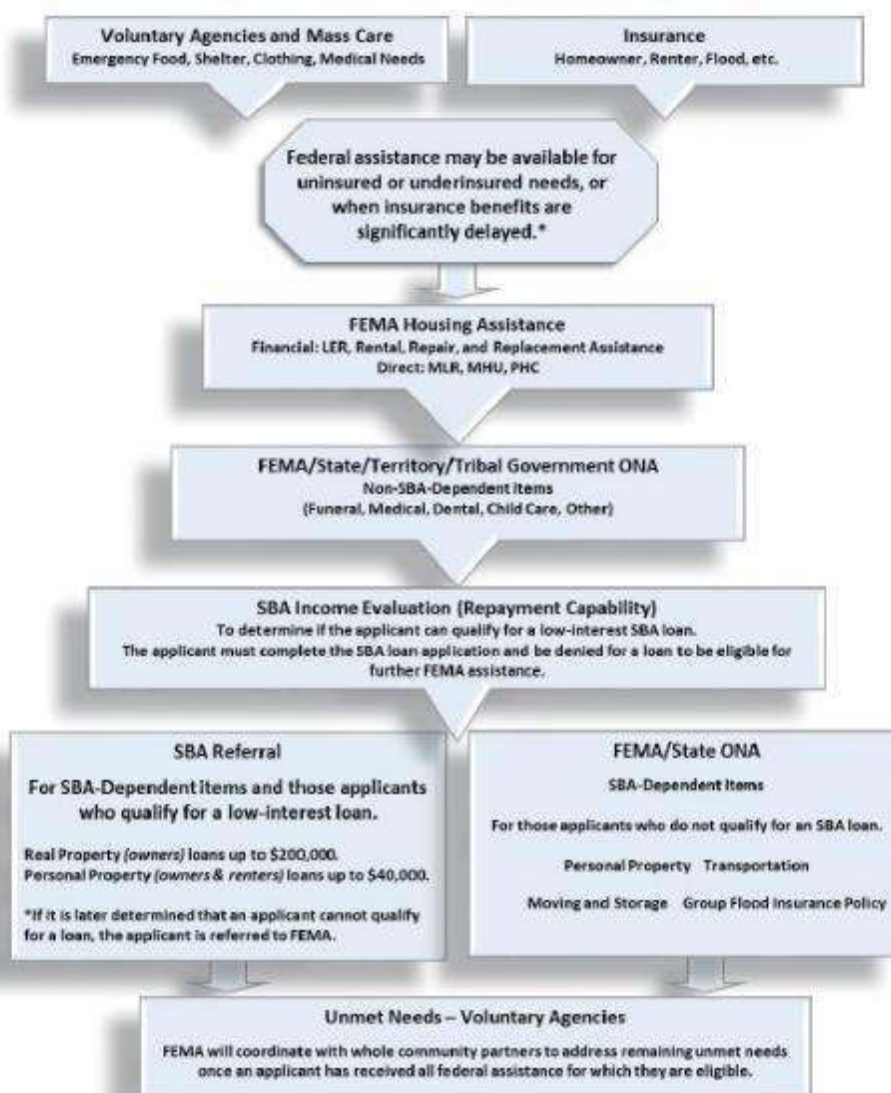 Voluntary Agencies and Mass Care
Emergency Food, Shelter, Clothing, Medical Needs
Insurance
Homeowner, Renter, Flood, etc.
Federal assistance may be available for
uninsured or underinsured needs, or
when insurance benefits are
significantly delayed.*
FEMA Housing Assistance
Financial: LER, Rental, Repair, and Replacement Assistance
Direct: MLR, MHU, PHC
FEMA/State/Territory/Tribal Government ONA
Non-SBA-Dependent Items
(Funeral, Medical, Dental, Child Care, Other)
SBA Income Evaluation (Repayment Capability)
To determine if the applicant can qualify for a low-interest SBA loan.
The applicant must complete the SBA loan application and be denied for a loan to be eligible for
further FEMA assistance.
SBA Referral
For SBA-Dependent items and those applicants
who qualify for a low-interest loan.
Real Property (owners) loans up to $200,000.
Personal Property (owners & renters) loans up to $40,000.
*If it is later determined that an applicant cannot qualify
for a loan, the applicant is referred to FEMA.
FEMA/State ONA
SBA-Dependent Items
For those applicants who do not qualify for an SBA loan.
Personal Property Transportation
Moving and Storage Group Flood Insurance Policy
Unmet Needs – Voluntary Agencies
FEMA will coordinate with whole community partners to address remaining unmet needs
once an applicant has received all federal assistance for which they are eligible.